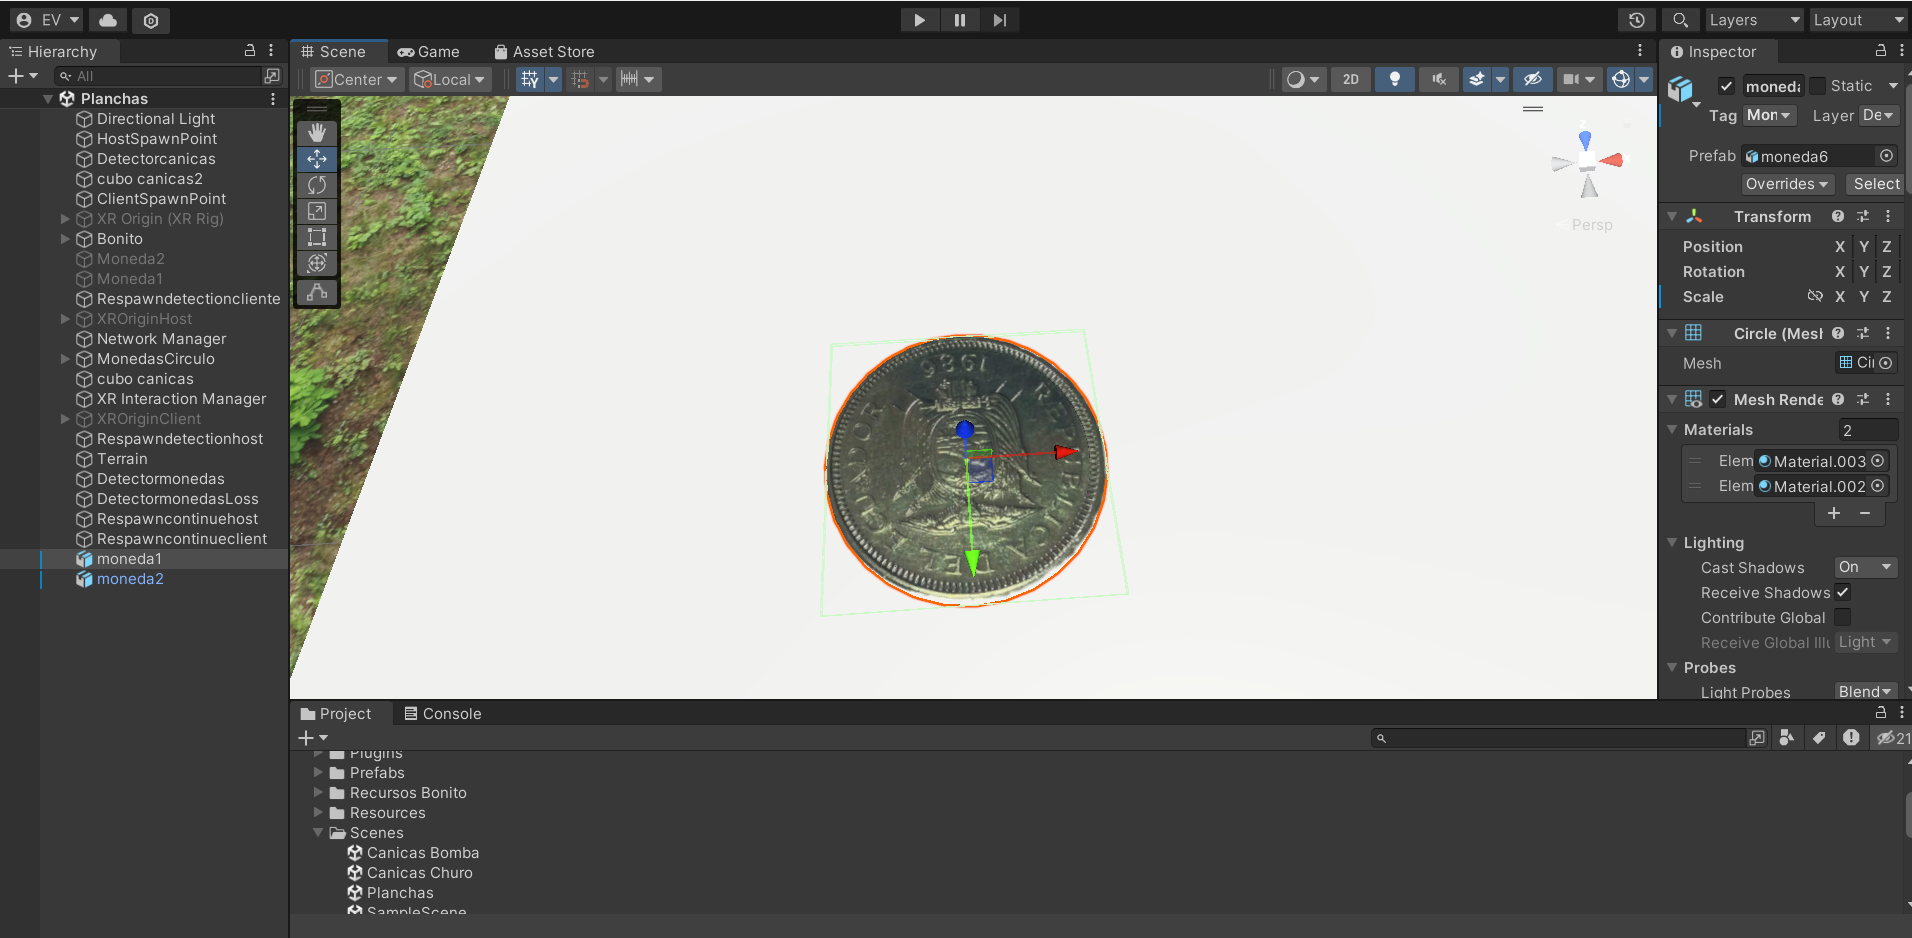 EV
Layers
Layout
Hierarchy
All
Planchas
Directional Light
HostSpawnPoint
Detectorcanicas
cubo canicas2
ClientSpawnPoint
XR Origin (XR Rig)
Bonito
Moneda2
Moneda1
Respawndetectioncliente
XROriginHost
Network Manager
MonedasCirculo
cubo canicas
XR Interaction Manager
XROriginClient
Respawndetectionhost
Terrain
Detectormonedas
DetectormonedasLoss
Respawncontinuehost
Respawncontinueclient
moneda1
moneda2
Scene
Game
Asset Store
Center
Local
2D
Persp
1986
Project
Console
21
Plugins
Prefabs
Recursos Bonito
Resources
Scenes
Canicas Bomba
Canicas Churo
Planchas
SampleScene
Inspector
moneda
Static
Tag
Mon
Layer
De
Prefab
moneda6
Overrides
Select
Transform
Position X Y Z
Rotation X Y Z
Scale X Y Z
Circle (Mesh
Mesh
Cir
Mesh Rende
Materials
2
Elem
Material.003
Elem
Material.002
Lighting
Cast Shadows
On
Receive Shadows
Contribute Global
Receive Global Illu
Light
Probes
Light Probes
Blend